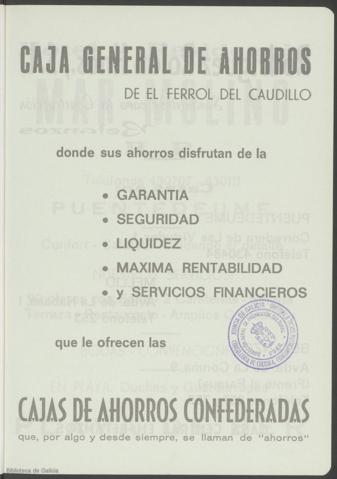 CAJA GENERAL DE AHORROS
DE EL FERROL DEL CAUDILLO
donde sus ahorros disfrutan de la
• GARANTIA
• SEGURIDAD
• LIQUIDEZ
• MAXIMA RENTABILIDAD
• y SERVICIOS FINANCIEROS
que le ofrecen las
CAJAS DE AHORROS CONFEDERADAS
que, por algo y desde siempre, se llaman de "ahorros"
Biblioteca de Galicia